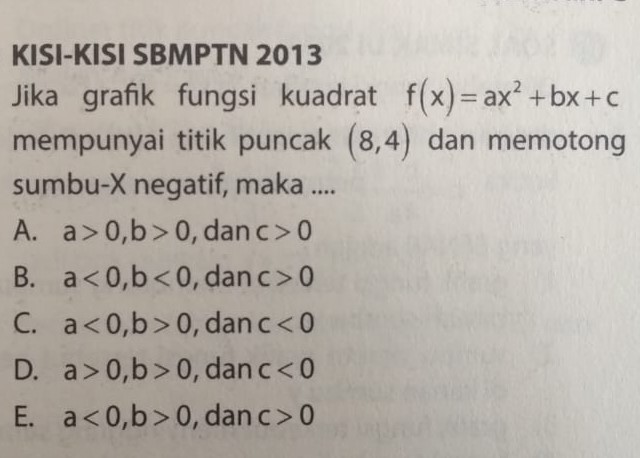 KISI-KISI SBMPTN 2013
Jika grafik fungsi kuadrat f(x)=ax²+bx+c
mempunyai titik puncak (8,4) dan memotong
sumbu-X negatif, maka ....
A. a>0,b>0, dan c>0
B. a<0,b<0, dan c>0
C. a<0,b>0, dan c<0
D. a>0,b>0, dan c<0
E. a<0,b>0, dan c>0